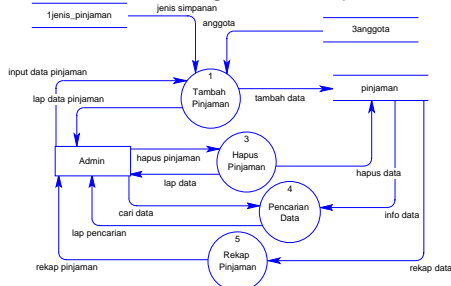 jenis simpanan
1jenis_pinjaman
anggota
3anggota
input data pinjaman
1
Tambah
Pinjaman
lap data pinjaman
tambah data
pinjaman
3
Hapus
Pinjaman
hapus pinjaman
Admin
lap data
hapus data
4
Pencarian
Data
cari data
info data
lap pencarian
5
Rekap
Pinjaman
rekap pinjaman
rekap data